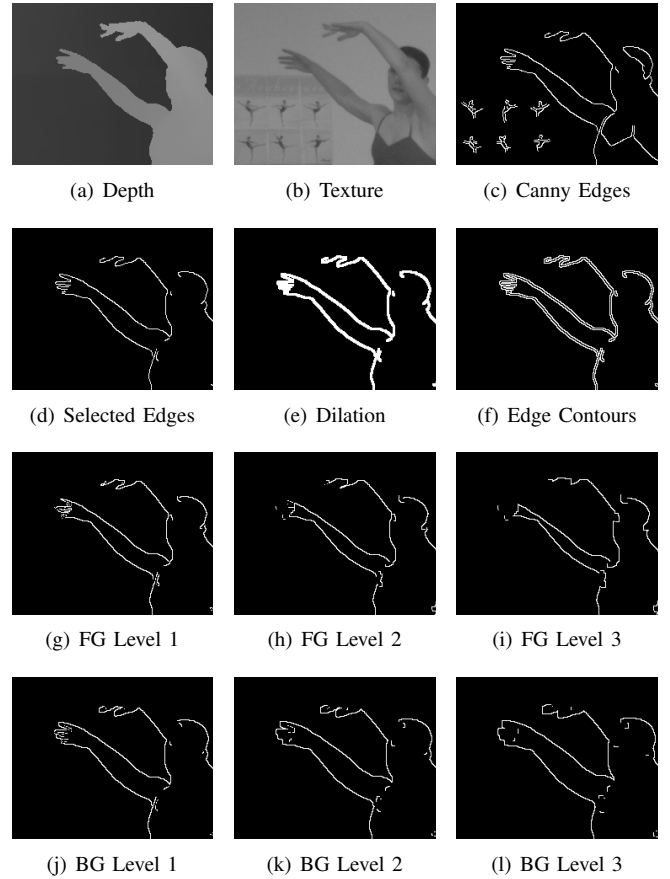 (a) Depth
(b) Texture
(c) Canny Edges
(d) Selected Edges
(e) Dilation
(f) Edge Contours
(g) FG Level 1
(h) FG Level 2
(i) FG Level 3
(j) BG Level 1
(k) BG Level 2
(l) BG Level 3